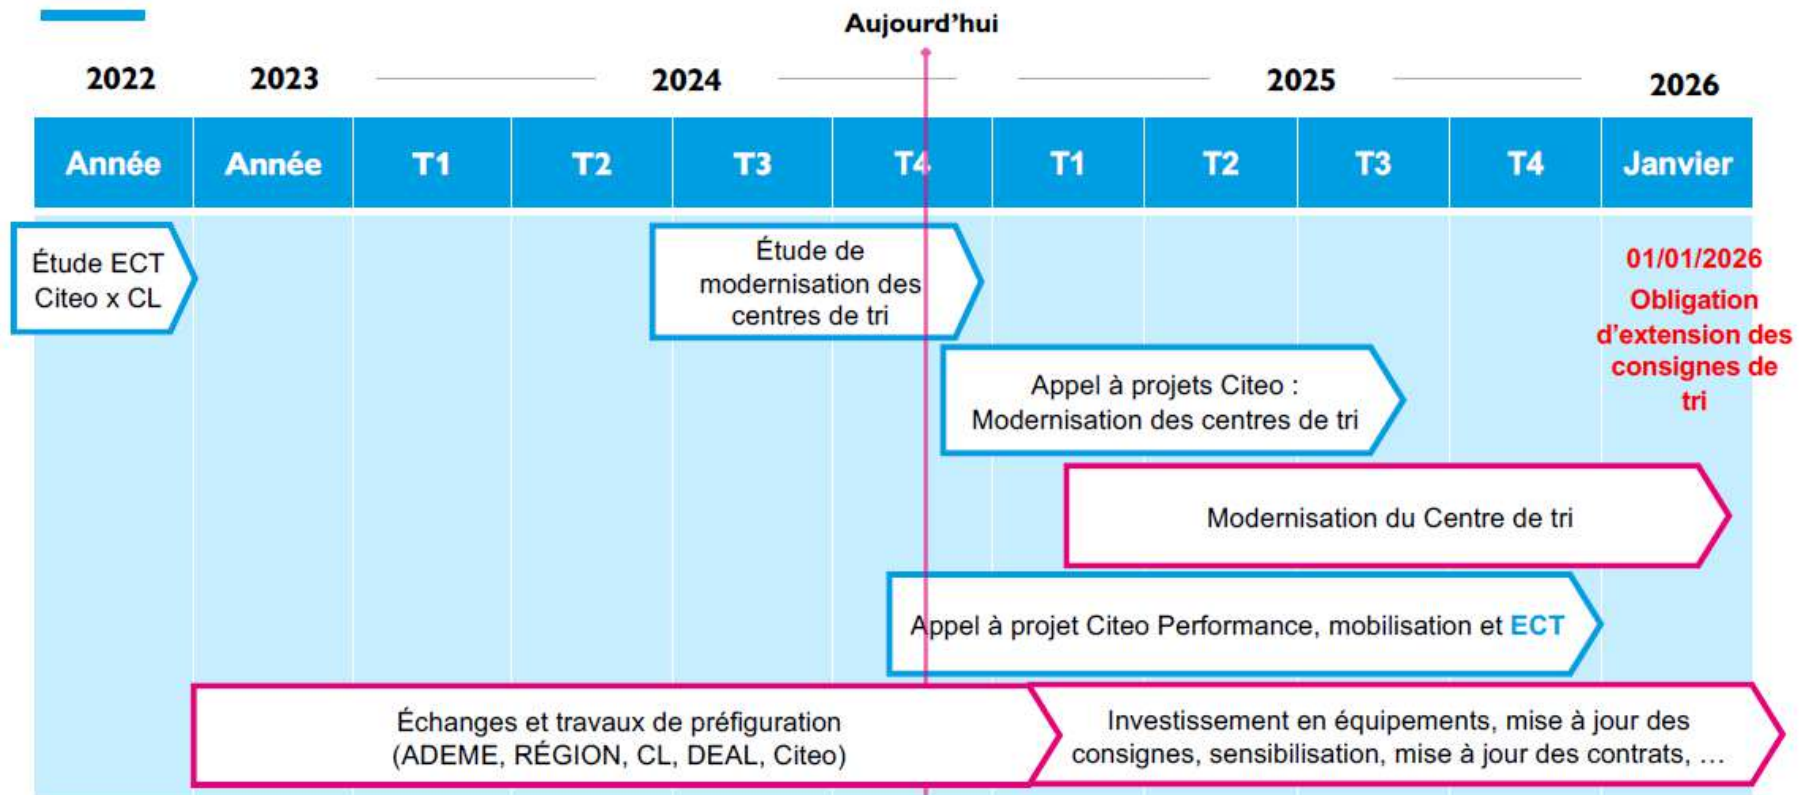 Aujourd'hui
2022 2023 2024 2025 2026
Année Année T1 T2 T3 T4 T1 T2 T3 T4 Janvier
Étude ECT
Citeo x CL
Étude de
modernisation des
centres de tri
01/01/2026
Obligation
d'extension des
consignes de
tri
Appel à projets Citeo :
Modernisation des centres de tri
Modernisation du Centre de tri
Appel à projet Citeo Performance, mobilisation et ECT
Échanges et travaux de préfiguration
(ADEME, RÉGION, CL, DEAL, Citeo)
Investissement en équipements, mise à jour des
consignes, sensibilisation, mise à jour des contrats, …